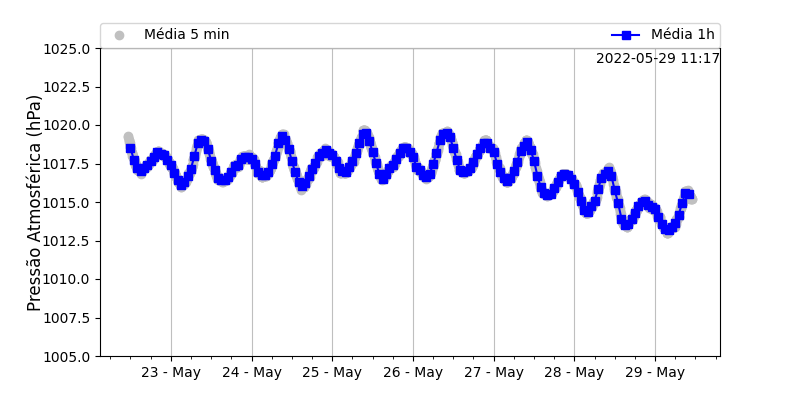 Média 5 min
Média 1h
2022-05-29 11:17
Pressão Atmosférica (hPa)
1025.0
1022.5
1020.0
1017.5
1015.0
1012.5
1010.0
1007.5
1005.0
23 - May
24 - May
25 - May
26 - May
27 - May
28 - May
29 - May